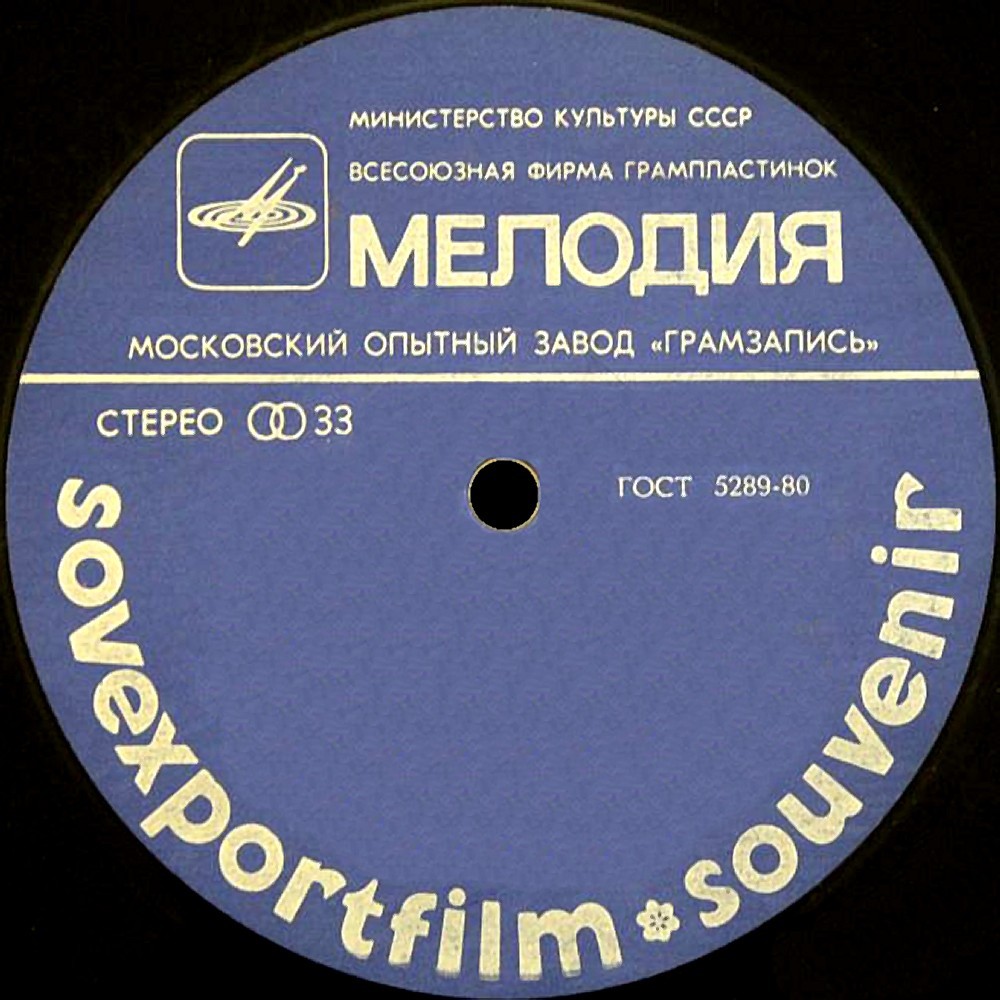 МИНИСТЕРСТВО КУЛЬТУРЫ СССР
ВСЕСОЮЗНАЯ ФИРМА ГРАМПЛАСТИНОК
МЕЛОДИЯ
МОСКОВСКИЙ ОПЫТНЫЙ ЗАВОД «ГРАМЗАПИСЬ»
СТЕРЕО 33
ГОСТ 5289-80
sovexportfilm souvenir